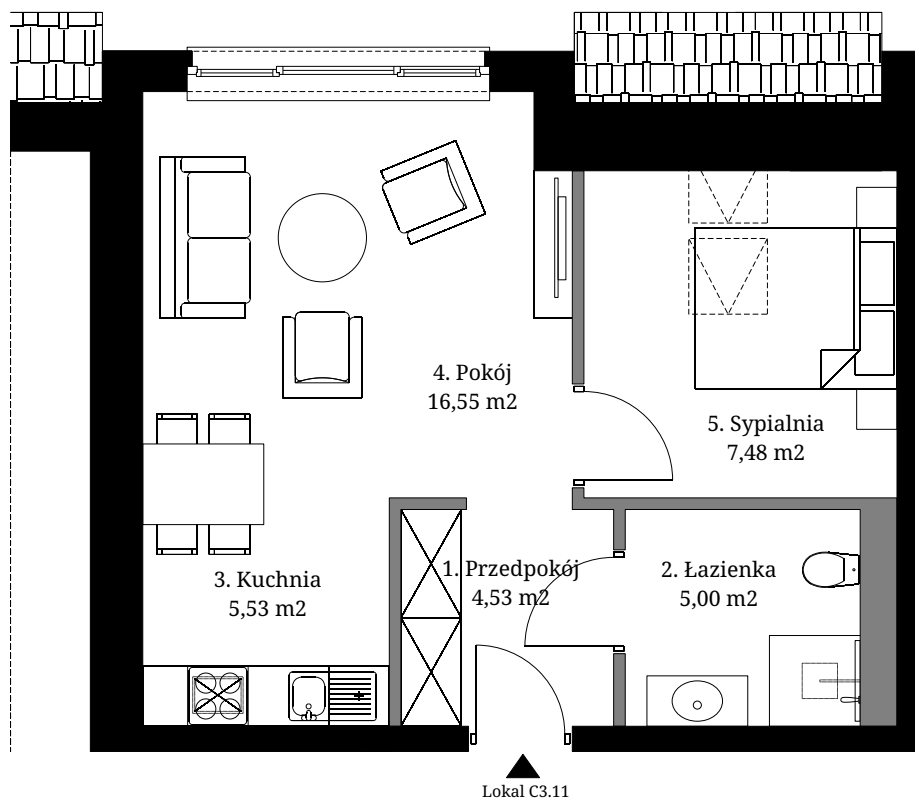 4. Pokój
16,55 m2
5. Sypialnia
7,48 m2
3. Kuchnia
5,53 m2
1. Przedpokój
4,53 m2
2. Łazienka
5,00 m2
Lokal C3.11